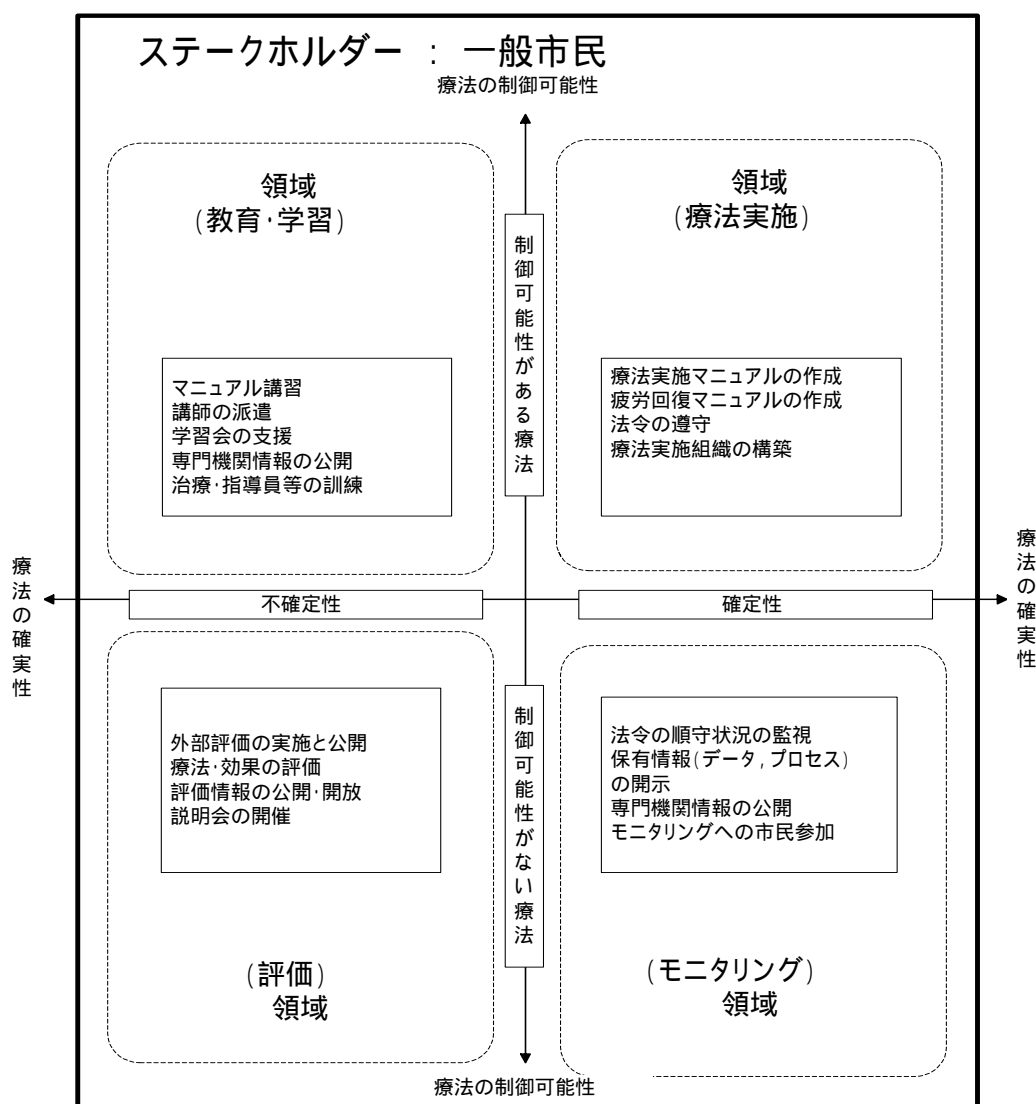 ステークホルダー : 一般市民
療法の制御可能性
領域
(教育・学習)
領域
(療法実施)
制御可能性がある療法
マニュアル講習
講師の派遣
学習会の支援
専門機関情報の公開
治療・指導員等の訓練
療法実施マニュアルの作成
疲労回復マニュアルの作成
法令の遵守
療法実施組織の構築
療法の確実性
不確定性
確定性
療法の確実性
制御可能性がない療法
外部評価の実施と公開
療法・効果の評価
評価情報の公開・開放
説明会の開催
法令の順守状況の監視
保有情報(データ,プロセス)
の開示
専門機関情報の公開
モニタリングへの市民参加
(評価)
領域
(モニタリング)
領域
療法の制御可能性